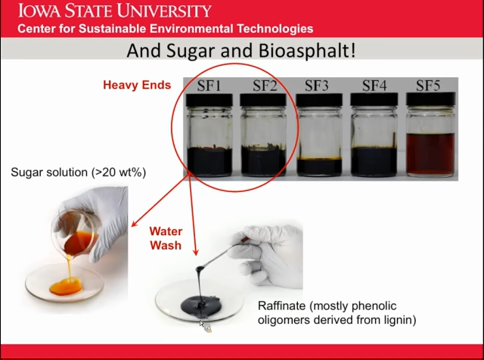 IOWA STATE UNIVERSITY
Center for Sustainable Environmental Technologies
And Sugar and Bioasphalt!
Heavy Ends
SF1 SF2 SF3 SF4 SF5
Sugar solution (>20 wt%)
Water
Wash
Raffinate (mostly phenolic
oligomers derived from lignin)